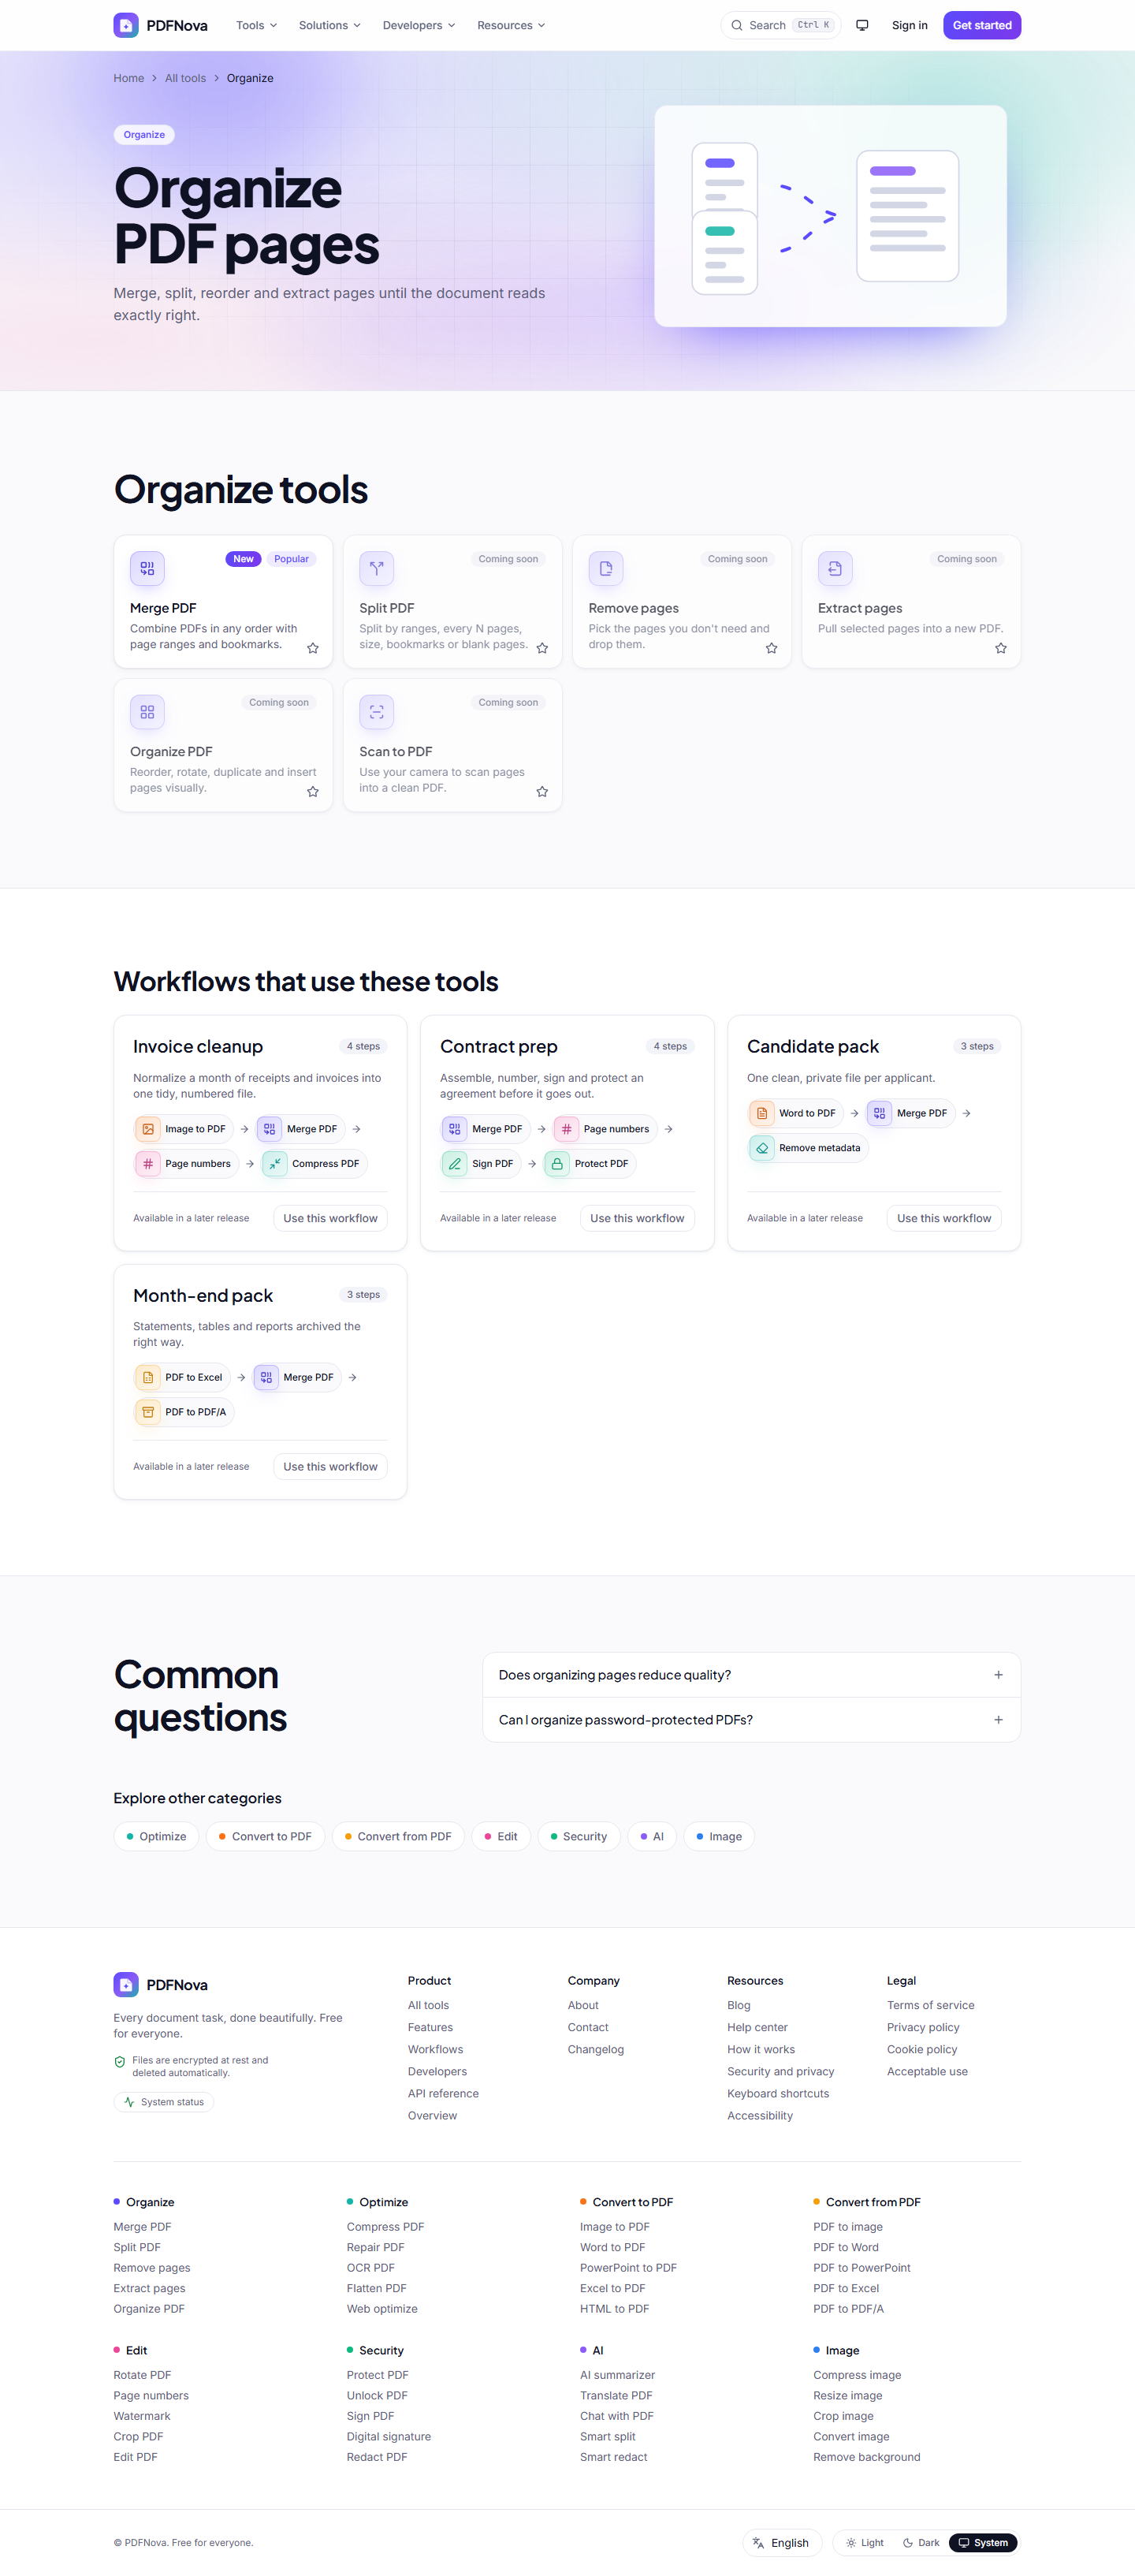 PDFNova
Tools
Solutions
Developers
Resources
Search
Ctrl K
Sign in
Get started
Home > All tools > Organize
Organize
Organize
PDF pages
Merge, split, reorder and extract pages until the document reads
exactly right.
Organize tools
New
Popular
Merge PDF
Combine PDFs in any order with
page ranges and bookmarks.
Coming soon
Split PDF
Split by ranges, every N pages,
size, bookmarks or blank pages.
Coming soon
Remove pages
Pick the pages you don't need and
drop them.
Coming soon
Extract pages
Pull selected pages into a new PDF.
Coming soon
Organize PDF
Reorder, rotate, duplicate and insert
pages visually.
Coming soon
Scan to PDF
Use your camera to scan pages
into a clean PDF.
Workflows that use these tools
Invoice cleanup
4 steps
Normalize a month of receipts and invoices into
one tidy, numbered file.
Image to PDF → Merge PDF →
Page numbers → Compress PDF
Available in a later release
Use this workflow
Contract prep
4 steps
Assemble, number, sign and protect an
agreement before it goes out.
Merge PDF → Page numbers →
Sign PDF → Protect PDF
Available in a later release
Use this workflow
Candidate pack
3 steps
One clean, private file per applicant.
Word to PDF → Merge PDF →
Remove metadata
Available in a later release
Use this workflow
Month-end pack
3 steps
Statements, tables and reports archived the
right way.
PDF to Excel → Merge PDF →
PDF to PDF/A
Available in a later release
Use this workflow
Common
questions
Does organizing pages reduce quality?
Can I organize password-protected PDFs?
Explore other categories
Optimize
Convert to PDF
Convert from PDF
Edit
Security
AI
Image
PDFNova
Every document task, done beautifully. Free
for everyone.
Files are encrypted at rest and
deleted automatically.
System status
Product
All tools
Features
Workflows
Developers
API reference
Overview
Company
About
Contact
Changelog
Resources
Blog
Help center
How it works
Security and privacy
Keyboard shortcuts
Accessibility
Legal
Terms of service
Privacy policy
Cookie policy
Acceptable use
Organize
Merge PDF
Split PDF
Remove pages
Extract pages
Organize PDF
Optimize
Compress PDF
Repair PDF
OCR PDF
Flatten PDF
Web optimize
Convert to PDF
Image to PDF
Word to PDF
PowerPoint to PDF
Excel to PDF
HTML to PDF
Convert from PDF
PDF to image
PDF to Word
PDF to PowerPoint
PDF to Excel
PDF to PDF/A
Edit
Rotate PDF
Page numbers
Watermark
Crop PDF
Edit PDF
Security
Protect PDF
Unlock PDF
Sign PDF
Digital signature
Redact PDF
AI
AI summarizer
Translate PDF
Chat with PDF
Smart split
Smart redact
Image
Compress image
Resize image
Crop image
Convert image
Remove background
© PDFNova. Free for everyone.
English
Light
Dark
System